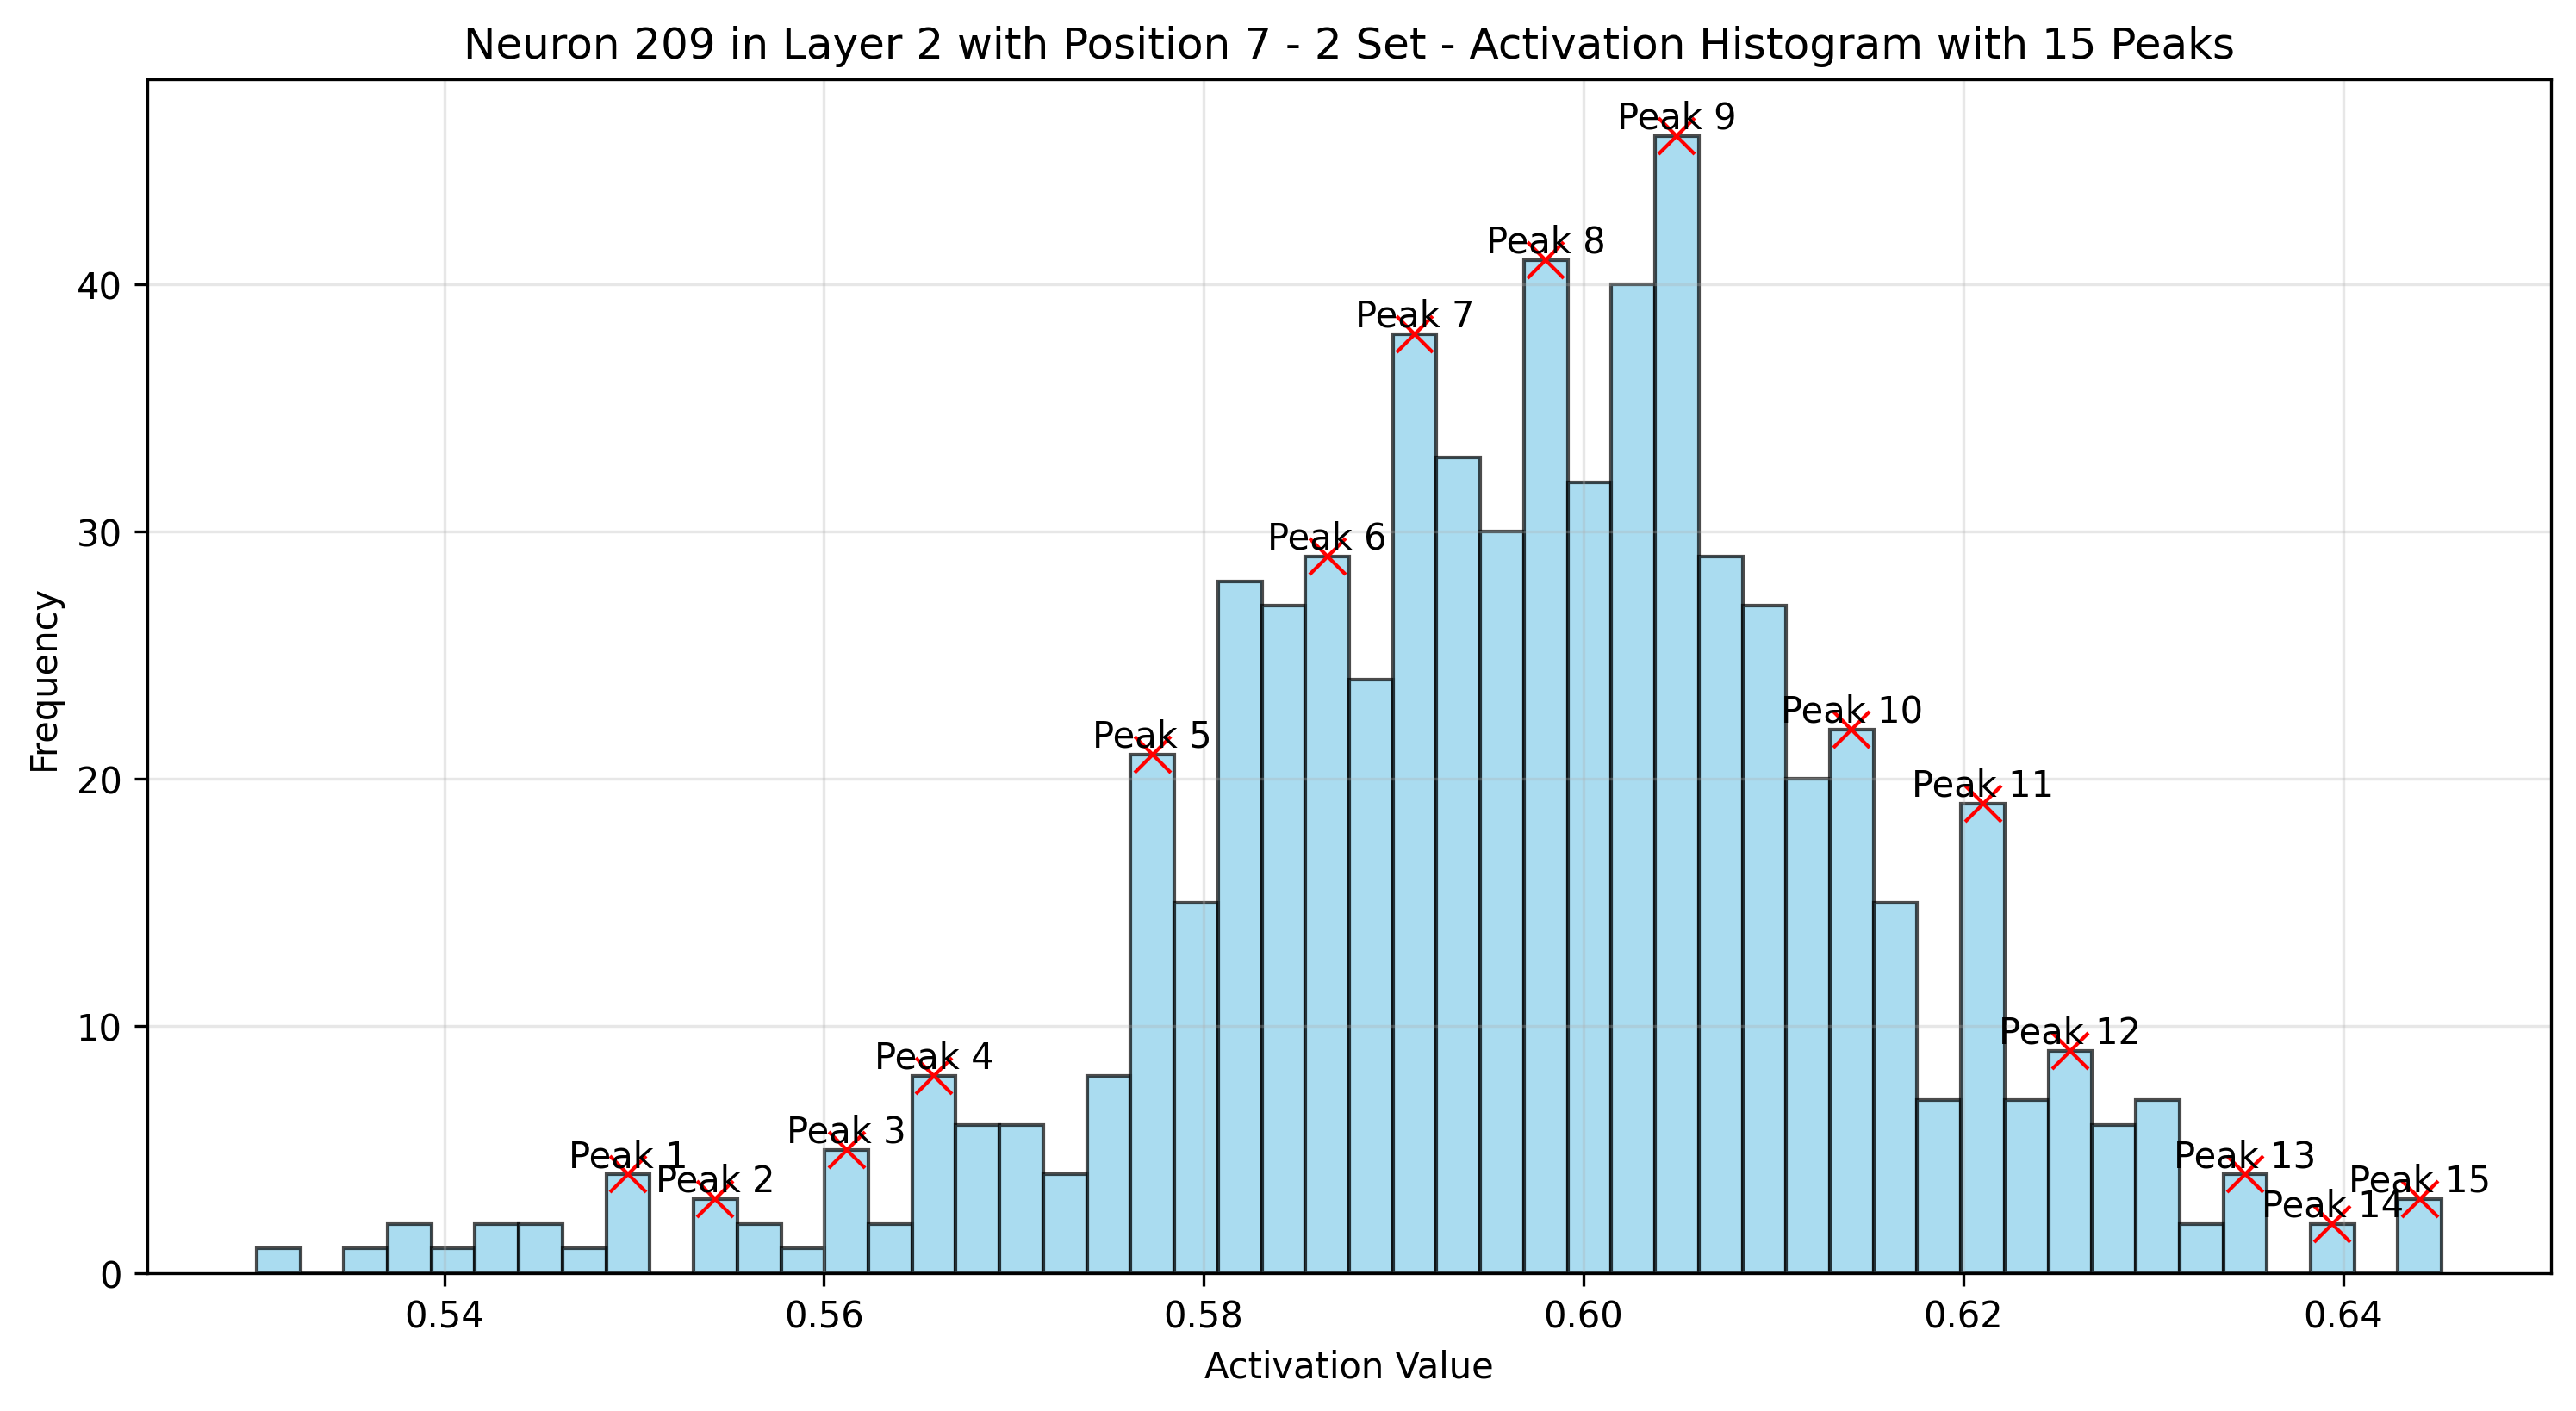 Neuron 209 in Layer 2 with Position 7 - 2 Set - Activation Histogram with 15 Peaks
Peak 9
Peak 8
Peak 7
Peak 6
Peak 5
Peak 10
Peak 11
Peak 12
Peak 4
Peak 3
Peak 1
Peak 2
Peak 13
Peak 14
Peak 15
40
30
20
10
0
Frequency
0.54 0.56 0.58 0.60 0.62 0.64
Activation Value